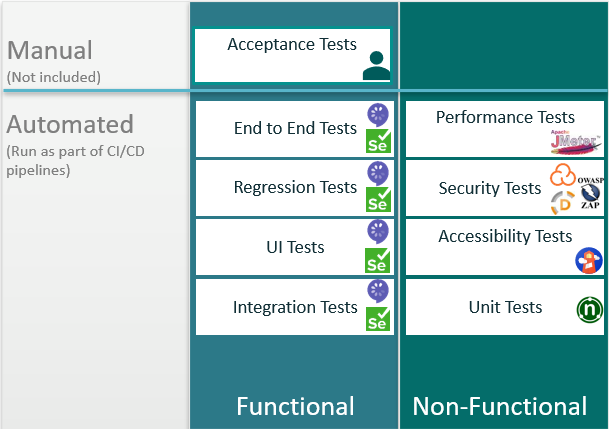 Manual
(Not included)
Acceptance Tests
Automated
(Run as part of CI/CD
pipelines)
End to End Tests
Se
Performance Tests
Apache
JMeter
Regression Tests
Se
Security Tests
OWASP
D
ZAP
UI Tests
Se
Accessibility Tests
Integration Tests
Se
Unit Tests
n
Functional
Non-Functional